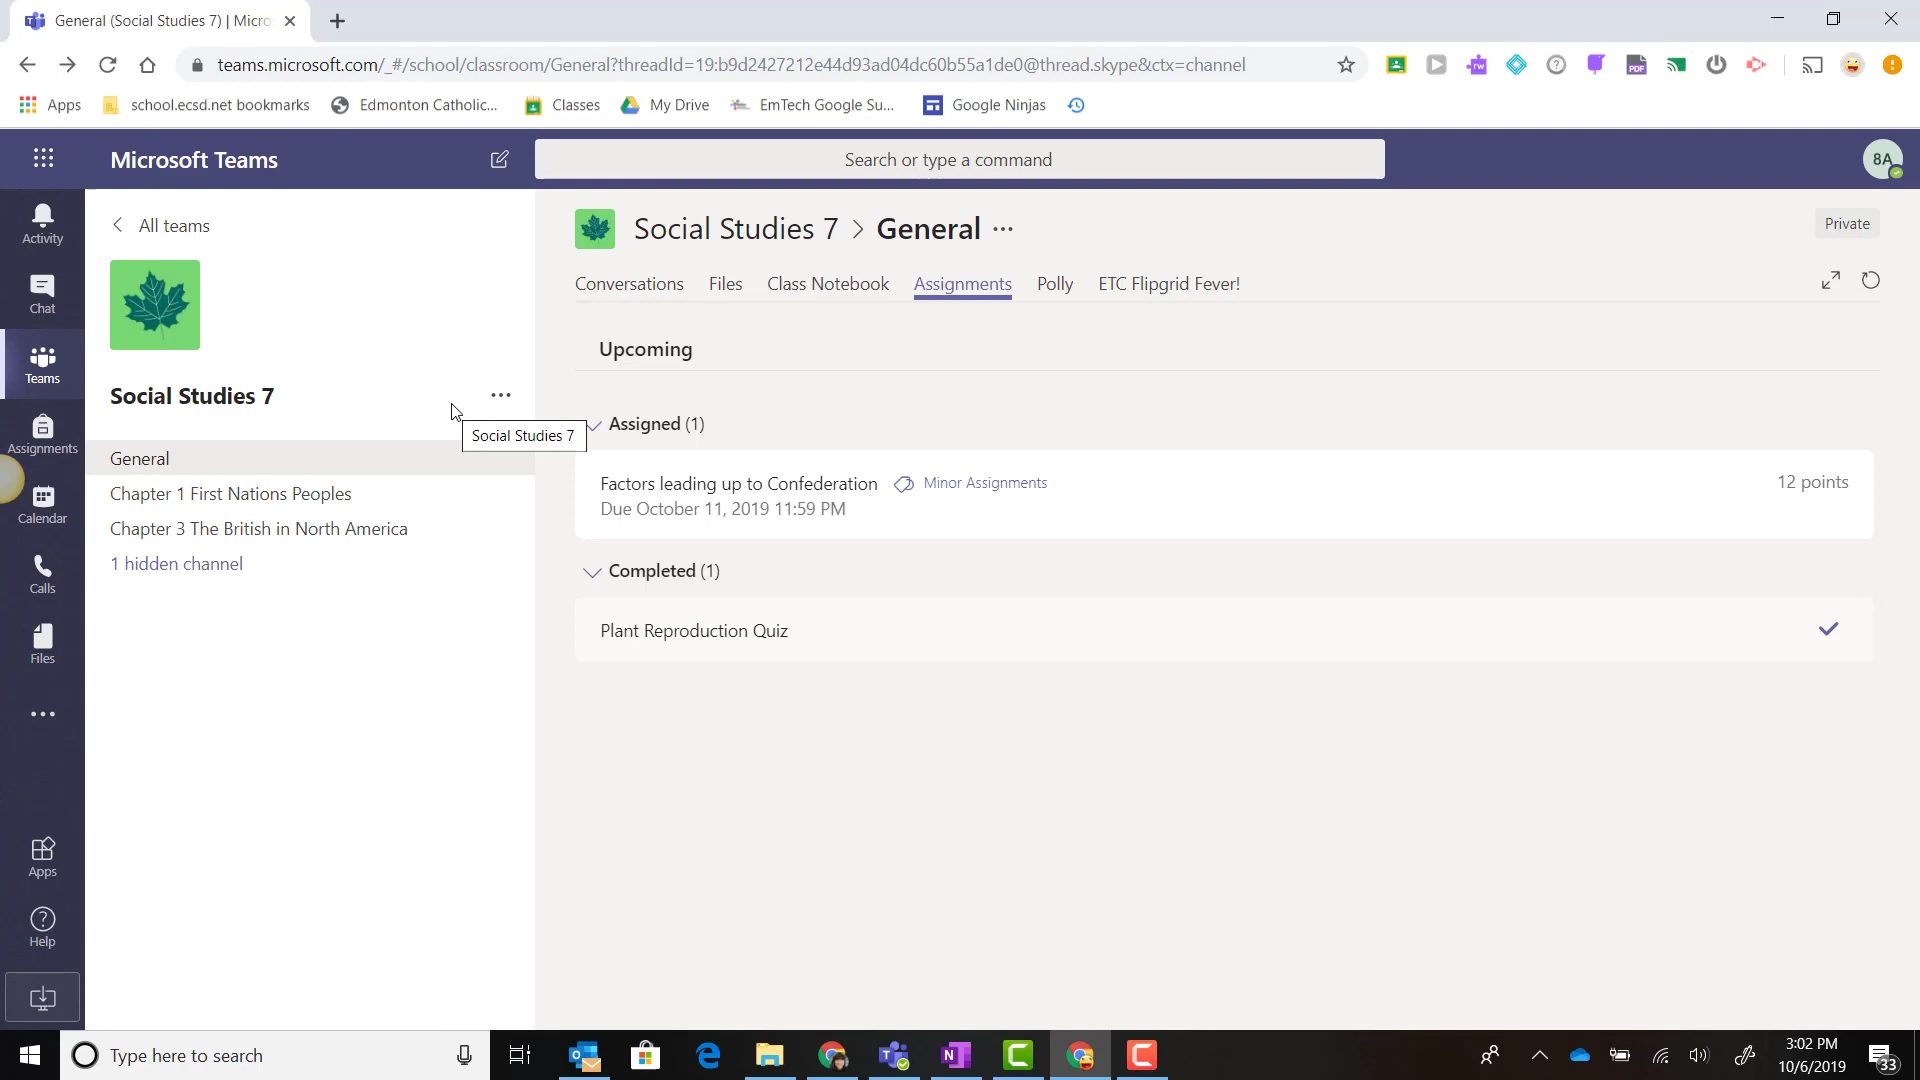 General (Social Studies 7) | Micro
teams.microsoft.com/_#/school/classroom/General?threadId=19:b9d2427212e44d93ad04dc60b55a1de0@thread.skype&ctx=channel
Apps school.ecsd.net bookmarks Edmonton Catholic... Classes My Drive EmTech Google Su... Google Ninjas
Microsoft Teams
Search or type a command
8A
Activity
Chat
Teams
Assignments
Calendar
Calls
Files
Apps
Help
All teams
Social Studies 7
General
Chapter 1 First Nations Peoples
Chapter 3 The British in North America
1 hidden channel
Social Studies 7
Social Studies 7 > General
Private
Conversations Files Class Notebook Assignments Polly ETC Flipgrid Fever!
Upcoming
Assigned (1)
Factors leading up to Confederation Minor Assignments 12 points
Due October 11, 2019 11:59 PM
Completed (1)
Plant Reproduction Quiz
Type here to search
3:02 PM
10/6/2019
33